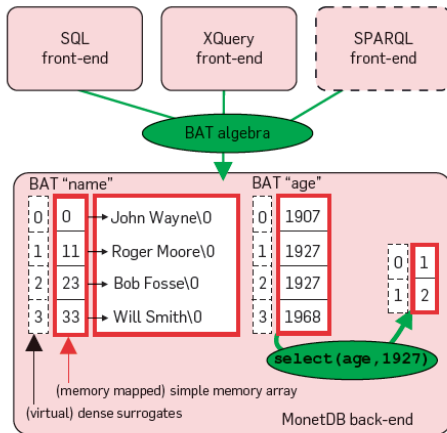 SQL
front-end
XQuery
front-end
SPARQL
front-end
BAT algebra
BAT “name”
BAT “age”
0 0 John Wayne\0 0 1907
1 11 Roger Moore\0 1 1927
2 23 Bob Fosse\0 2 1927
3 33 Will Smith\0 3 1968
0 1
1 2
select(age,1927)
(memory mapped) simple memory array
(virtual) dense surrogates
MonetDB back-end